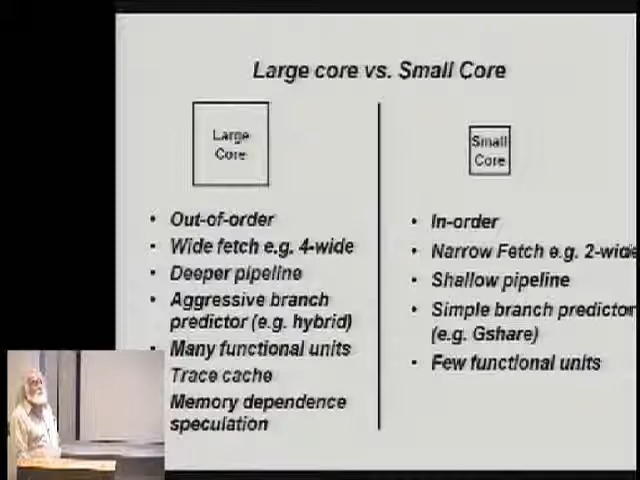 Large core vs. Small Core
Large
Core
• Out-of-order
• Wide fetch e.g. 4-wide
• Deeper pipeline
• Aggressive branch
predictor (e.g. hybrid)
• Many functional units
Trace cache
Memory dependence
speculation
Small
Core
• In-order
• Narrow Fetch e.g. 2-wide
• Shallow pipeline
• Simple branch predictor
(e.g. Gshare)
• Few functional units